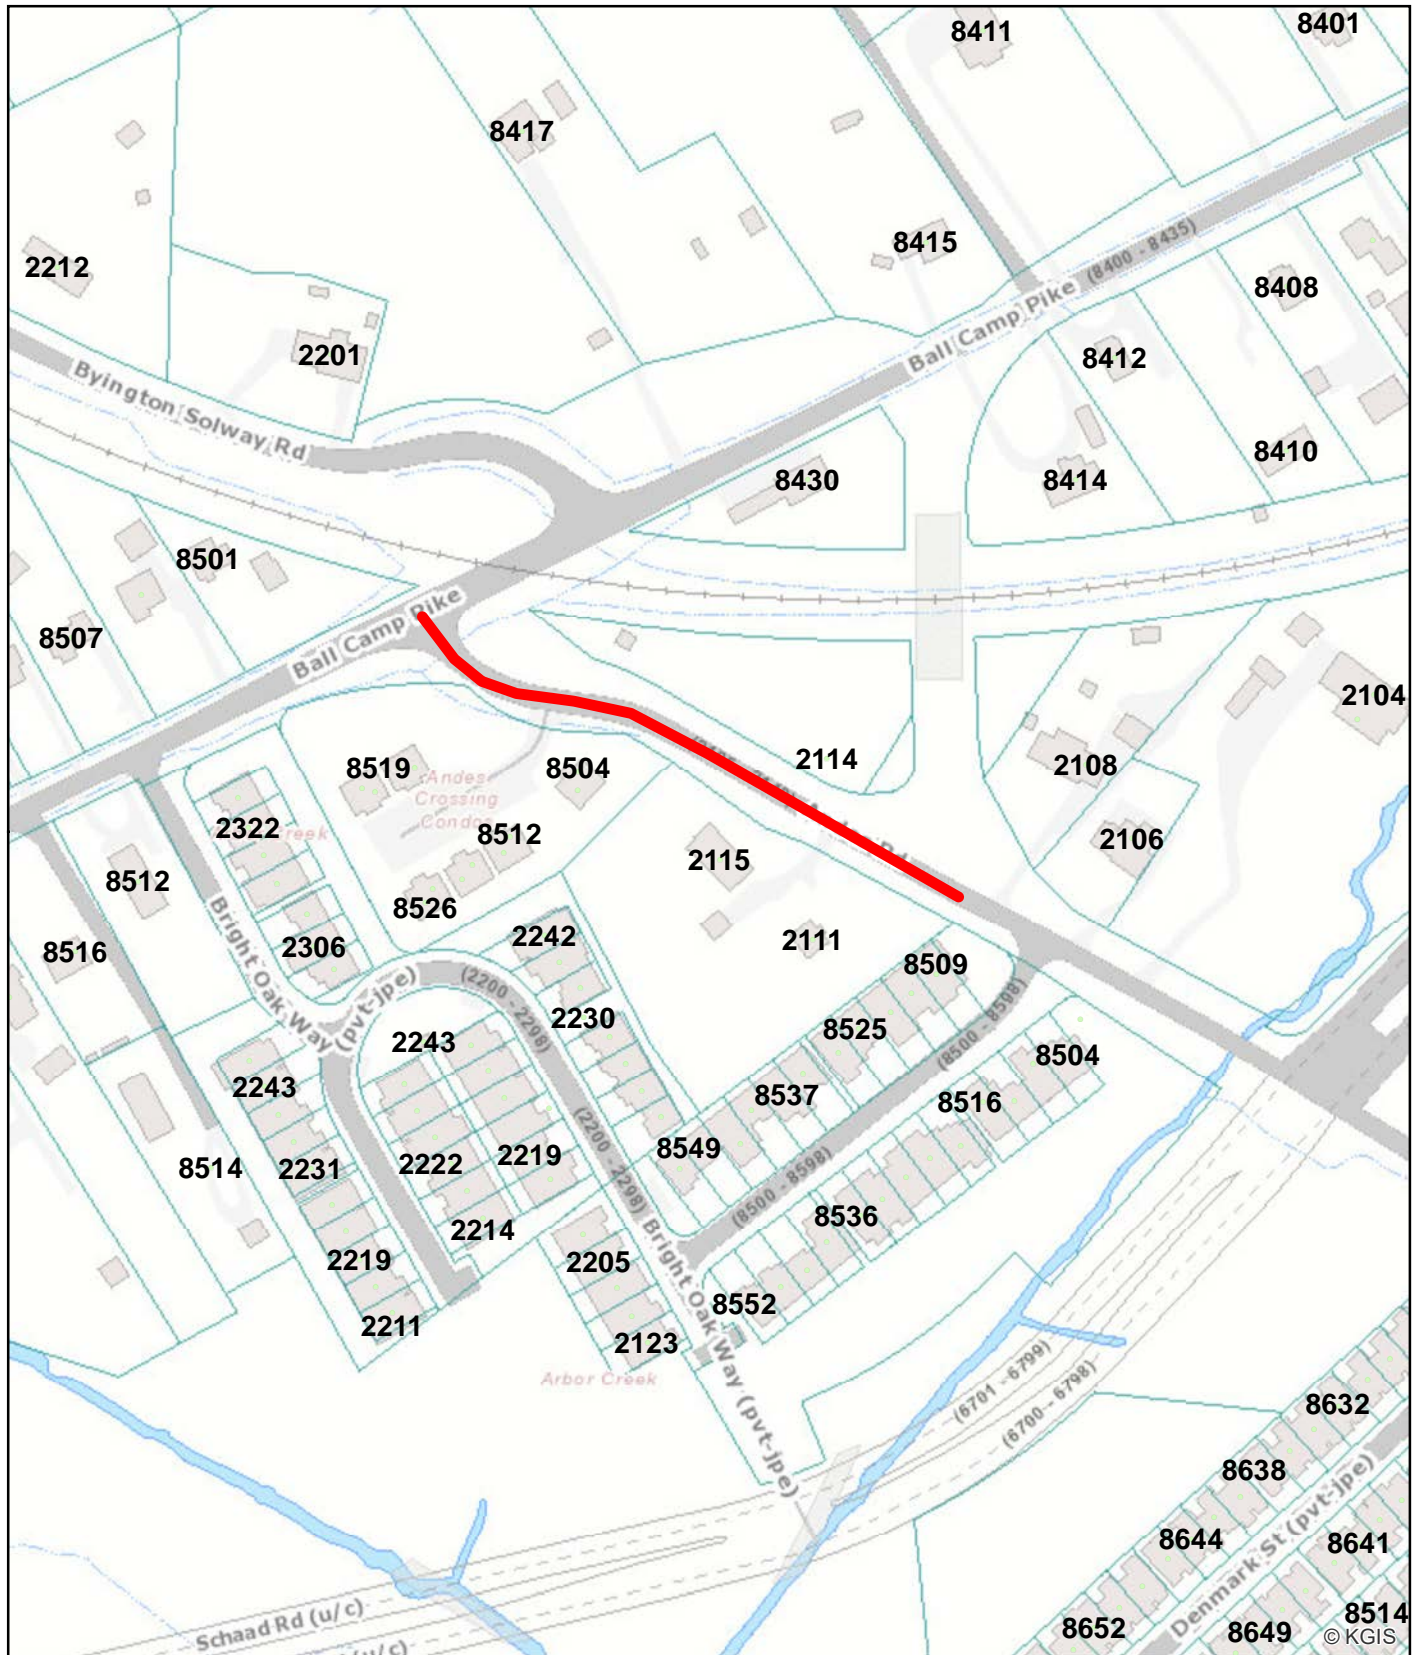 8411
8401
8417
8415
2212
(8400 - 8435)
Ball Camp Pike
8408
2201
8412
Byington Solway Rd
8430
8414
8410
8501
8507
Ball Camp Pike
2104
2114
2108
8519
8504
Andes
Crossing
Condos
2322
reek
8512
2115
2106
8512
8526
2306
2242
2111
8509
8516
Bright Oak Way (pvt-jpe)
(2200 - 2298)
2230
8525
(8500 - 8598)
8504
2243
2243
8537
8516
8549
2231
2222
2219
8514
(2200 - 2298)
(8500 - 8598)
8536
2214
2219
2205
Bright Oak Way (pvt-jpe)
8552
2211
2123
Arbor Creek
(6701 - 6799)
(6700 - 6798)
8632
8638
8644
8641
Denmark St (pvt-jpe)
Schaad Rd (u/c)
8652
8649
8514
© KGIS